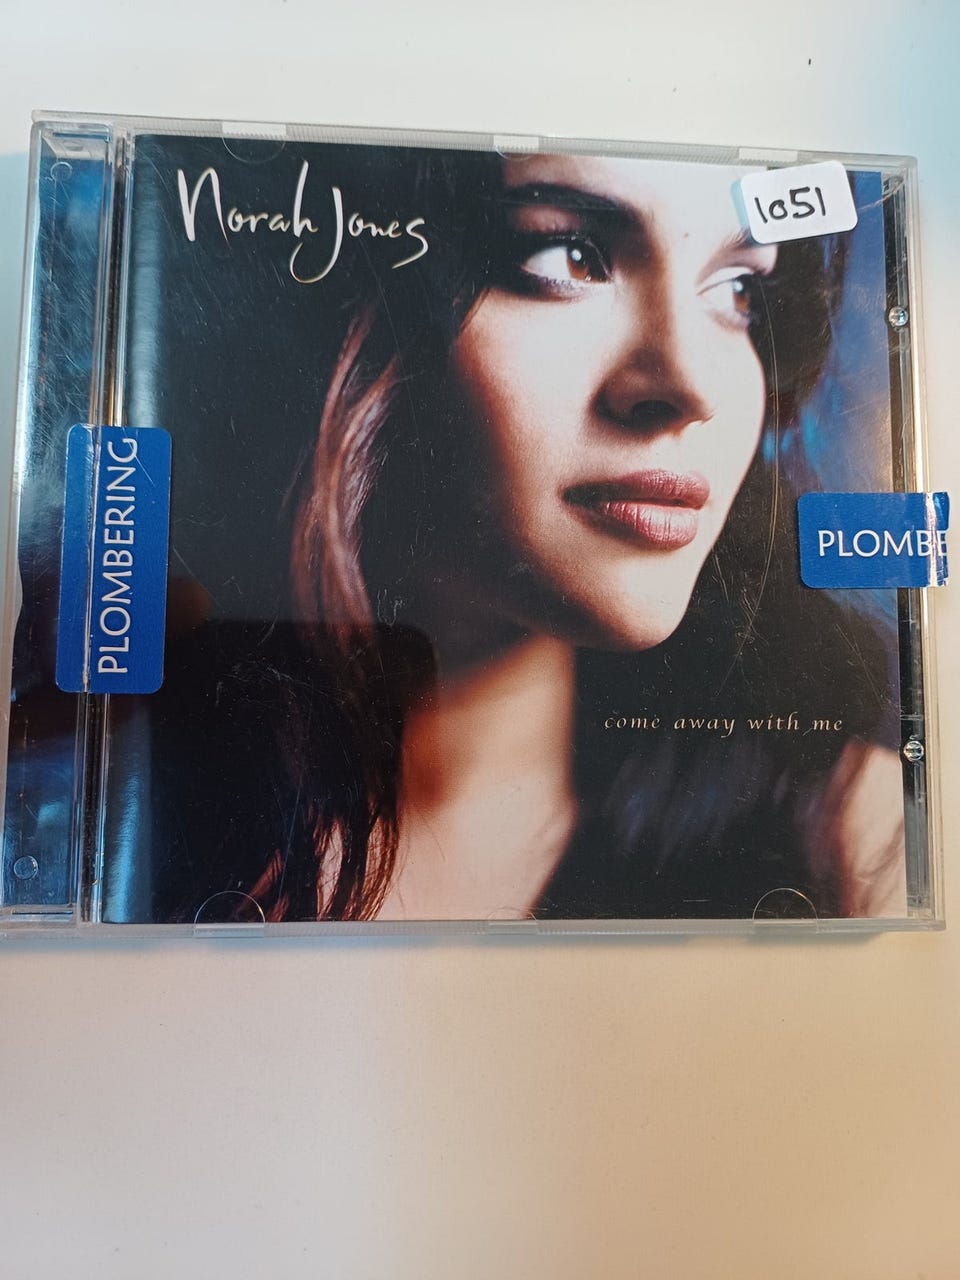 Norah Jones
1051
PLOMBERING
PLOMBE
come away with me